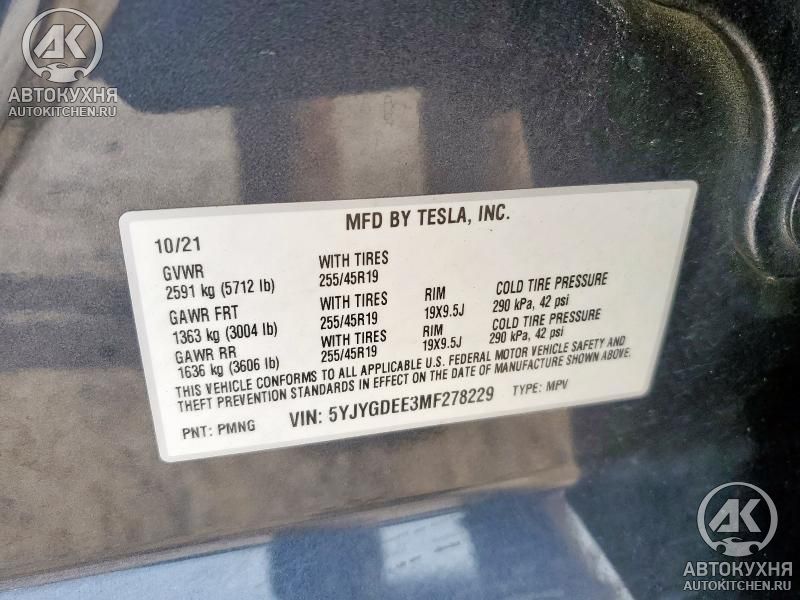 AK
АВТОКУХНЯ
AUTOKITCHEN.RU
MFD BY TESLA, INC.
10/21
GVWR WITH TIRES
2591 kg (5712 lb) 255/45R19
GAWR FRT WITH TIRES RIM COLD TIRE PRESSURE
1363 kg (3004 lb) 255/45R19 19X9.5J 290 kPa, 42 psi
GAWR RR WITH TIRES RIM COLD TIRE PRESSURE
1636 kg (3606 lb) 255/45R19 19X9.5J 290 kPa, 42 psi
THIS VEHICLE CONFORMS TO ALL APPLICABLE U.S. FEDERAL MOTOR VEHICLE SAFETY AND
THEFT PREVENTION STANDARDS IN EFFECT ON THE DATE OF MANUFACTURE SHOWN ABOVE.
PNT: PMNG VIN: 5YJYGDEE3MF278229 TYPE: MPV
AK
АВТОКУХНЯ
AUTOKITCHEN.RU